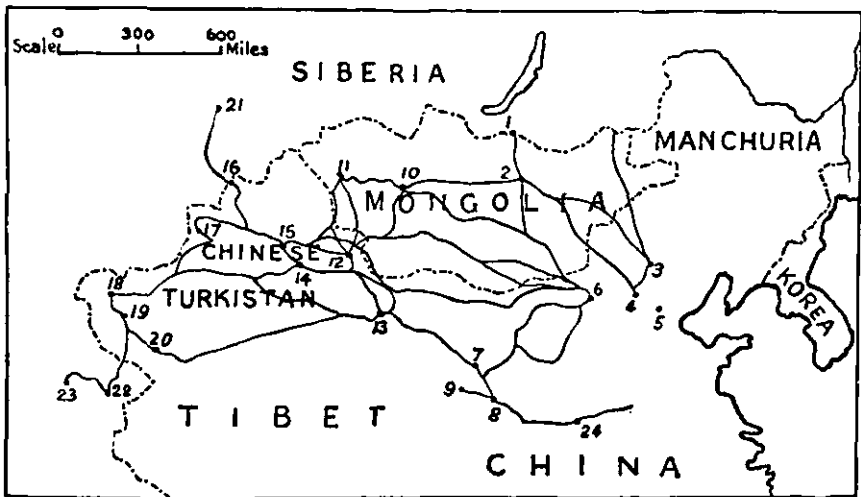 0 300 600
Scale Miles
SIBERIA
21
1
MANCHURIA
16
11
10
2
MONGOLIA
17
15
CHINESE
12
14
18
TURKISTAN
19
13
6
3
4
5
KOREA
20
7
9
8
23
22
24
TIBET
CHINA